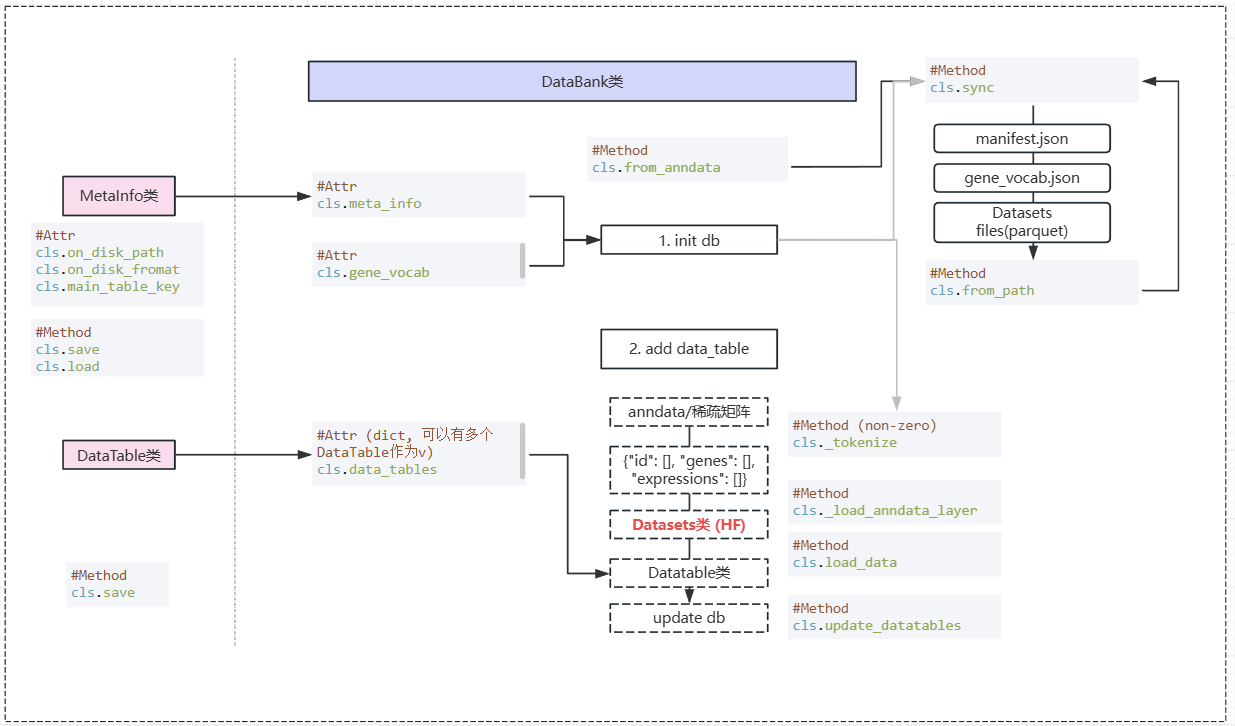 DataBank类
MetaInfo类
#Attr
cls.on_disk_path
cls.on_disk_fromat
cls.main_table_key
#Method
cls.save
cls.load
DataTable类
#Method
cls.save
#Attr
cls.meta_info
#Attr
cls.gene_vocab
#Attr (dict, 可以有多个
DataTable作为v)
cls.data_tables
#Method
cls.from_anndata
1. init db
2. add data_table
anndata/稀疏矩阵
{"id": [], "genes": [],
"expressions": []}
Datasets类 (HF)
Datatable类
update db
#Method (non-zero)
cls._tokenize
#Method
cls._load_anndata_layer
#Method
cls.load_data
#Method
cls.update_datatables
#Method
cls.sync
manifest.json
gene_vocab.json
Datasets
files(parquet)
#Method
cls.from_path